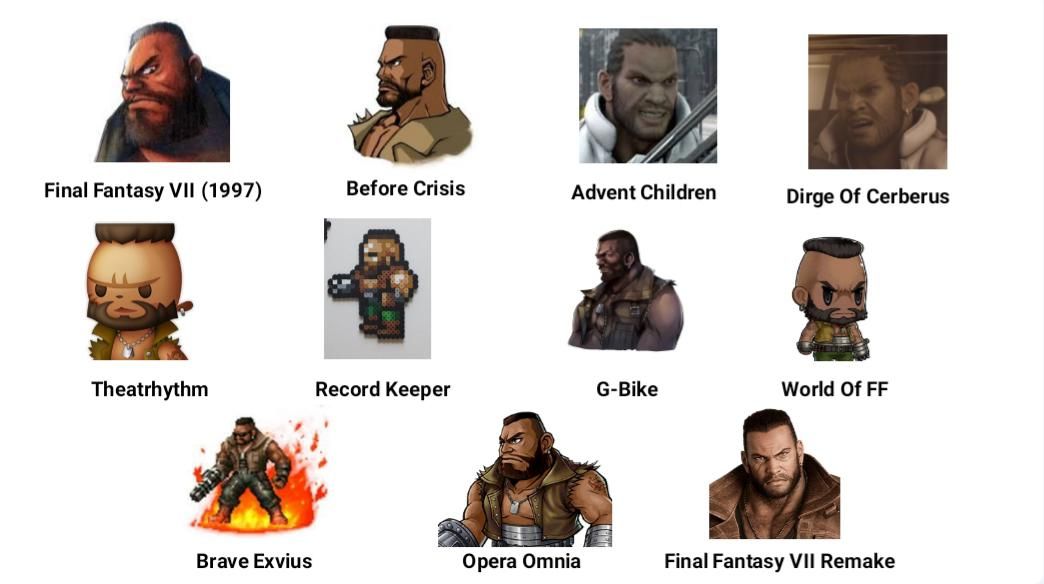 Final Fantasy VII (1997)
Before Crisis
Advent Children
Dirge Of Cerberus
Theatrhythm
Record Keeper
G-Bike
World Of FF
Brave Exvius
Opera Omnia
Final Fantasy VII Remake